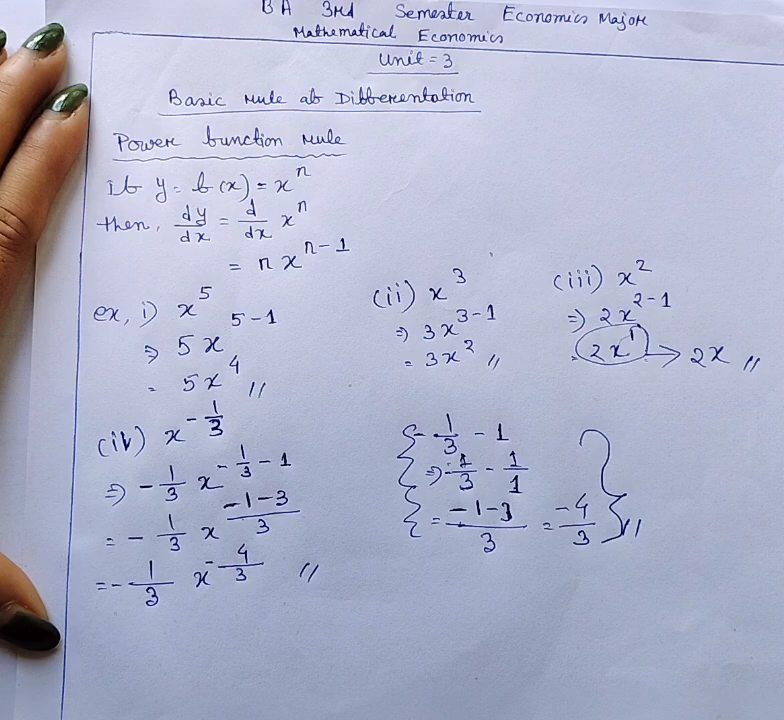 BA 3rd Semester Economics Major
Mathematical Economics
Unit = 3
Basic rule of Differentation
Power function rule
If y = f(x) = x^n
then, dy/dx = d/dx x^n
= n x^(n-1)
ex, i) x^5
⇒ 5x^(5-1)
= 5x^4 //
(ii) x^3
⇒ 3x^(3-1)
= 3x^2 //
(iii) x^2
⇒ 2x^(2-1)
= 2x^1 → 2x //
(iv) x^(-1/3)
⇒ -1/3 x^(-1/3 - 1)
= -1/3 x^((-1-3)/3)
= -1/3 x^(-4/3) //
{ -1/3 - 1
⇒ -1/3 - 1/1
= (-1-3)/3 = -4/3 } //